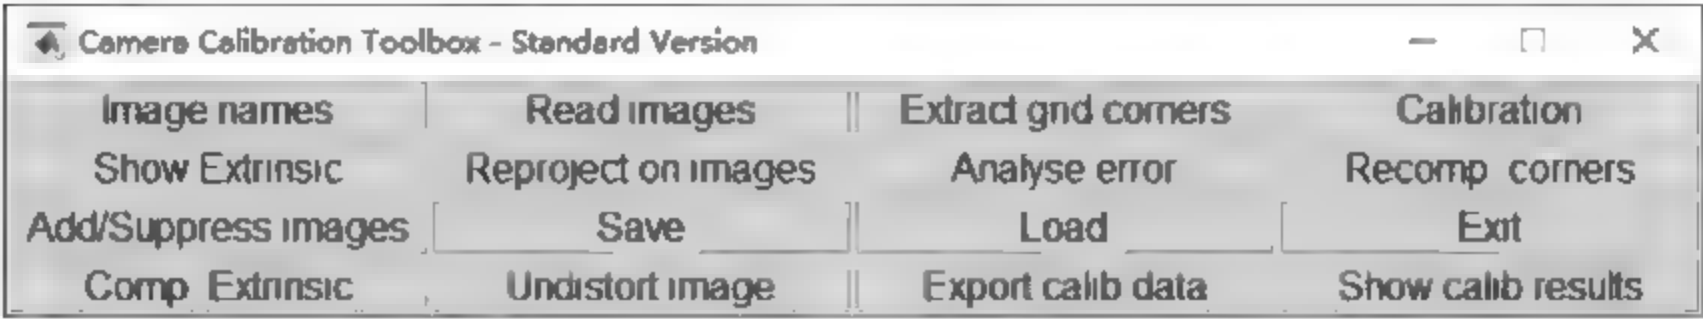 Camera Calibration Toolbox - Standard Version
Image names Read images Extract grid corners Calibration
Show Extrinsic Reproject on images Analyse error Recomp. corners
Add/Suppress images Save Load Exit
Comp. Extrinsic Undistort image Export calib data Show calib results